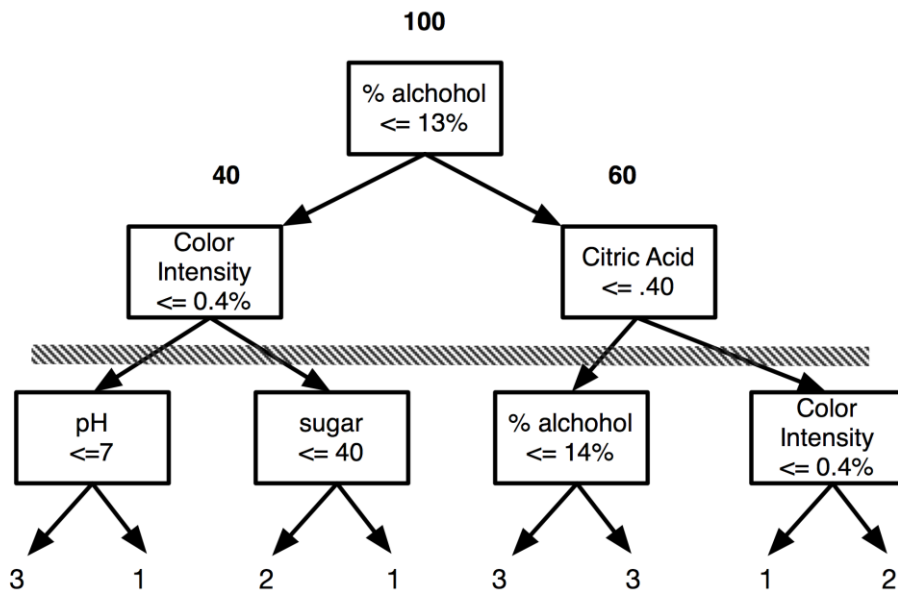 100
% alchohol
<= 13%
40
60
Color
Intensity
<= 0.4%
Citric Acid
<= .40
pH
<=7
sugar
<= 40
% alchohol
<= 14%
Color
Intensity
<= 0.4%
3 1 2 1 3 3 1 2